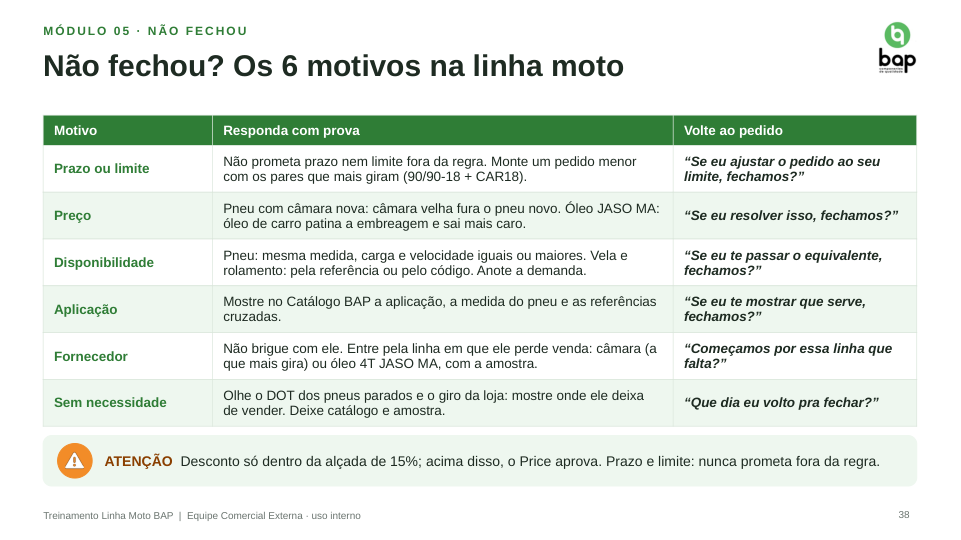 MÓDULO 05 · NÃO FECHOU
Não fechou? Os 6 motivos na linha moto
bap
Motivo
Responda com prova
Volte ao pedido
Prazo ou limite
Não prometa prazo nem limite fora da regra. Monte um pedido menor
com os pares que mais giram (90/90-18 + CAR18).
“Se eu ajustar o pedido ao seu
limite, fechamos?”
Preço
Pneu com câmara nova: câmara velha fura o pneu novo. Óleo JASO MA:
óleo de carro patina a embreagem e sai mais caro.
“Se eu resolver isso, fechamos?”
Disponibilidade
Pneu: mesma medida, carga e velocidade iguais ou maiores. Vela e
rolamento: pela referência ou pelo código. Anote a demanda.
“Se eu te passar o equivalente,
fechamos?”
Aplicação
Mostre no Catálogo BAP a aplicação, a medida do pneu e as referências
cruzadas.
“Se eu te mostrar que serve,
fechamos?”
Fornecedor
Não brigue com ele. Entre pela linha em que ele perde venda: câmara (a
que mais gira) ou óleo 4T JASO MA, com a amostra.
“Começamos por essa linha que
falta?”
Sem necessidade
Olhe o DOT dos pneus parados e o giro da loja: mostre onde ele deixa
de vender. Deixe catálogo e amostra.
“Que dia eu volto pra fechar?”
ATENÇÃO Desconto só dentro da alçada de 15%; acima disso, o Price aprova. Prazo e limite: nunca prometa fora da regra.
Treinamento Linha Moto BAP | Equipe Comercial Externa · uso interno
38